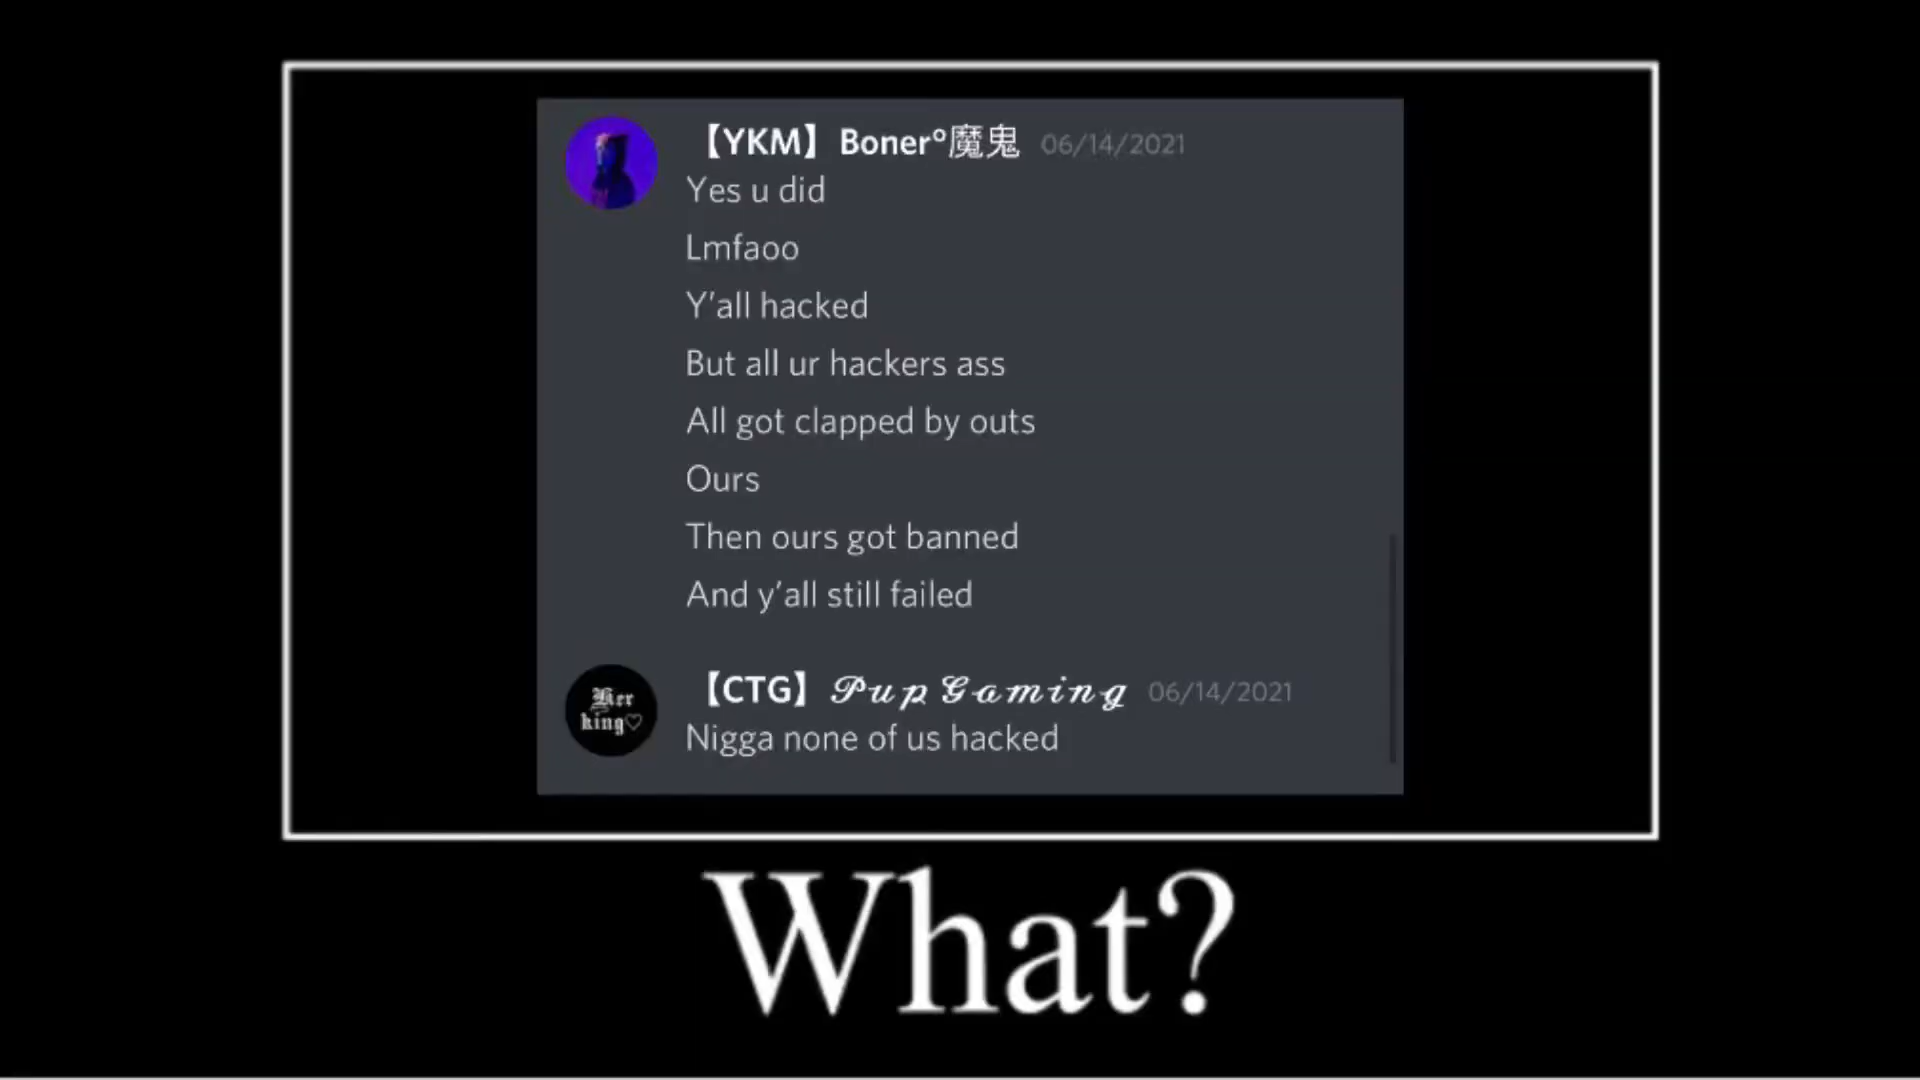 【YKM】Boner°魔鬼 06/14/2021
Yes u did
Lmfaoo
Y’all hacked
But all ur hackers ass
All got clapped by outs
Ours
Then ours got banned
And y’all still failed
Her
king♡
【CTG】𝓟𝓾𝓹 𝓖𝓪𝓶𝓲𝓷𝓰 06/14/2021
Nigga none of us hacked
What?